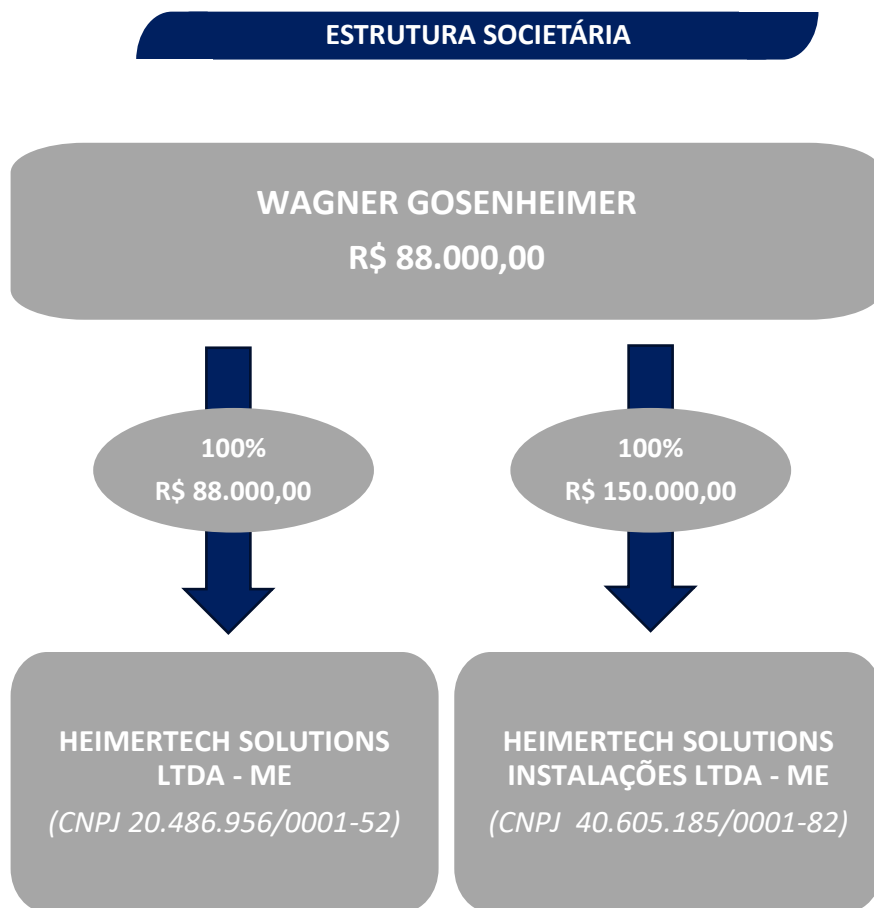 ESTRUTURA SOCIETÁRIA
WAGNER GOSENHEIMER
R$ 88.000,00
100%
R$ 88.000,00
100%
R$ 150.000,00
HEIMERTECH SOLUTIONS
LTDA - ME
(CNPJ 20.486.956/0001-52)
HEIMERTECH SOLUTIONS
INSTALAÇÕES LTDA - ME
(CNPJ  40.605.185/0001-82)